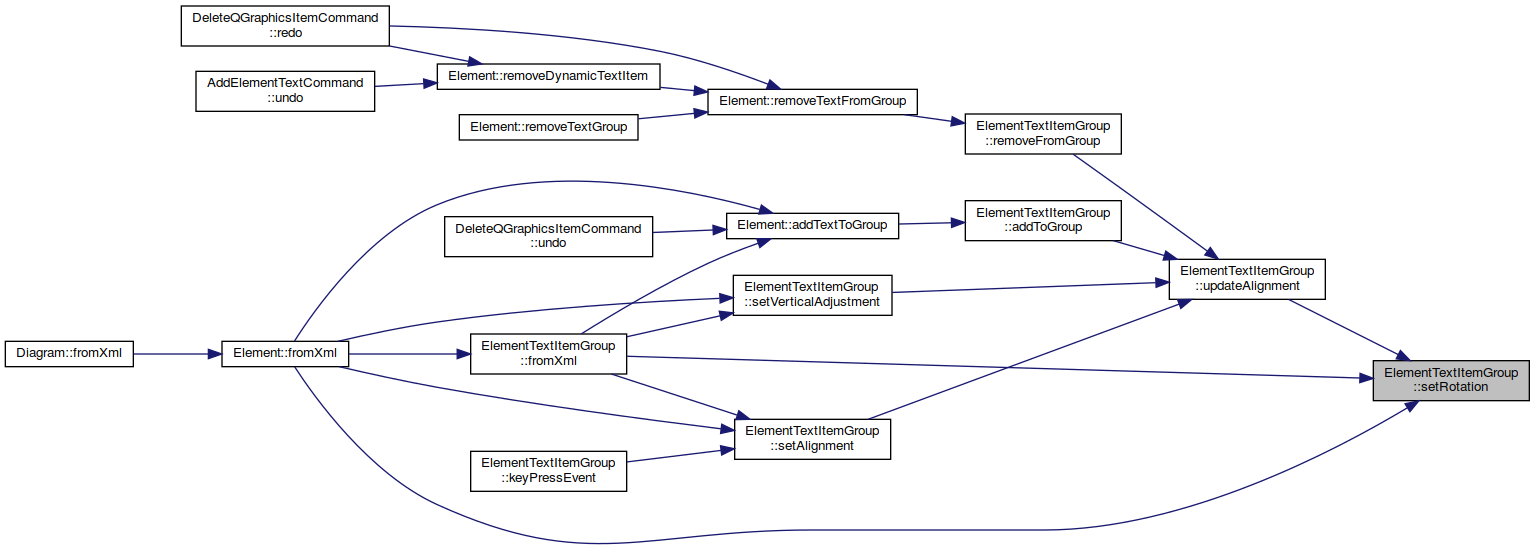 DeleteQGraphicsItemCommand
::redo
Element::removeDynamicTextItem
AddElementTextCommand
::undo
Element::removeTextFromGroup
Element::removeTextGroup
ElementTextItemGroup
::removeFromGroup
ElementTextItemGroup
::addToGroup
Element::addTextToGroup
DeleteQGraphicsItemCommand
::undo
ElementTextItemGroup
::updateAlignment
ElementTextItemGroup
::setVerticalAdjustment
Diagram::fromXml
Element::fromXml
ElementTextItemGroup
::fromXml
ElementTextItemGroup
::setRotation
ElementTextItemGroup
::setAlignment
ElementTextItemGroup
::keyPressEvent